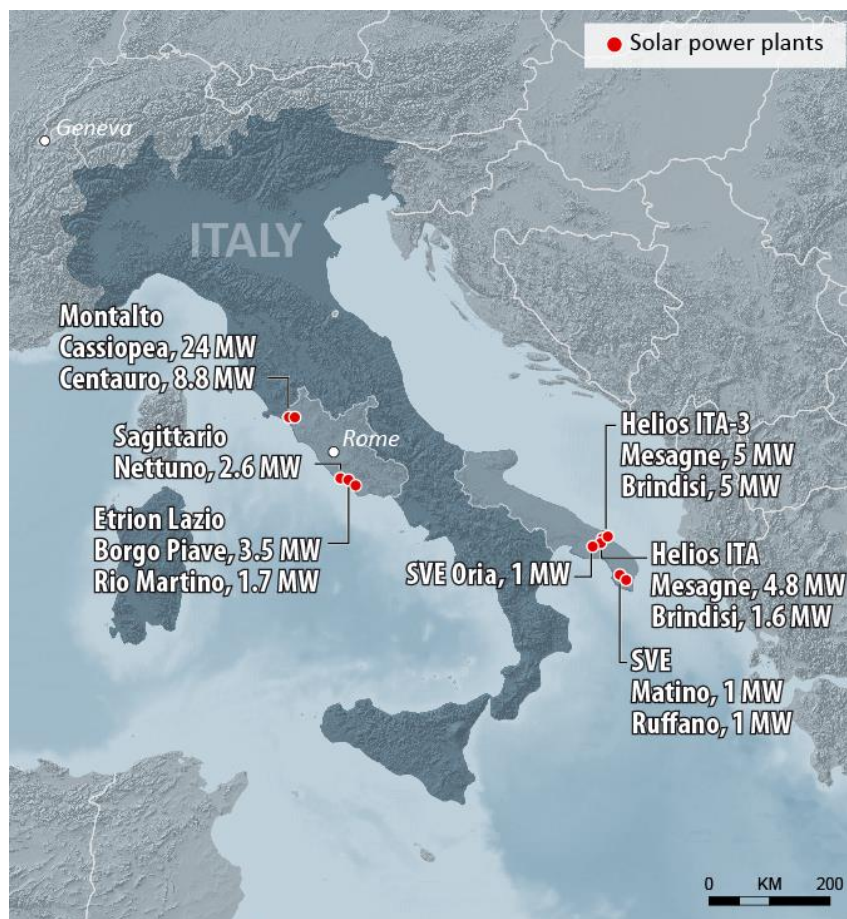 Solar power plants
Geneva
ITALY
Montalto
Cassiopea, 24 MW
Centauro, 8.8 MW
Sagittario
Nettuno, 2.6 MW
Rome
Etrion Lazio
Borgo Piave, 3.5 MW
Rio Martino, 1.7 MW
Helios ITA-3
Mesagne, 5 MW
Brindisi, 5 MW
SVE Oria, 1 MW
Helios ITA
Mesagne, 4.8 MW
Brindisi, 1.6 MW
SVE
Matino, 1 MW
Ruffano, 1 MW
0 KM 200